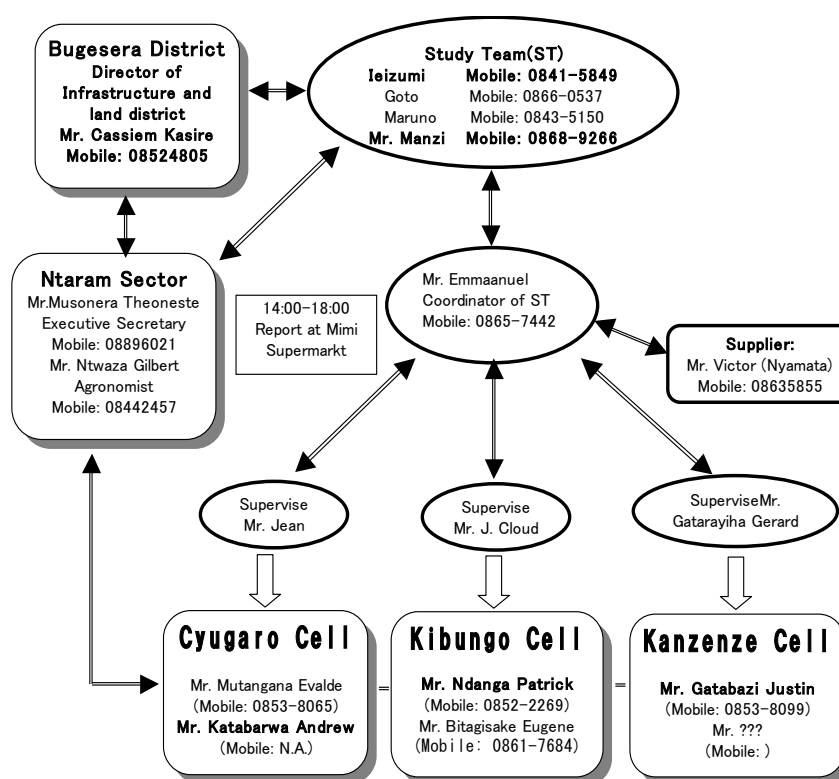 Bugesera District
Director of
Infrastructure and
land district
Mr. Cassiem Kasire
Mobile: 08524805
Study Team(ST)
Ieizumi Mobile: 0841-5849
Goto Mobile: 0866-0537
Maruno Mobile: 0843-5150
Mr. Manzi Mobile: 0868-9266
Ntaram Sector
Mr.Musonera Theoneste
Executive Secretary
Mobile: 08896021
Mr. Ntwaza Gilbert
Agronomist
Mobile: 08442457
14:00-18:00
Report at Mimi
Supermarkt
Mr. Emmaanuel
Coordinator of ST
Mobile: 0865-7442
Supplier:
Mr. Victor (Nyamata)
Mobile: 08635855
Supervise
Mr. Jean
Supervise
Mr. J. Cloud
SuperviseMr.
Gatarayiha Gerard
Cyugaro Cell
Mr. Mutangana Evalde
(Mobile: 0853-8065)
Mr. Katabarwa Andrew
(Mobile: N.A.)
Kibungo Cell
Mr. Ndanga Patrick
(Mobile: 0852-2269)
Mr. Bitagisake Eugene
(Mobile: 0861-7684)
Kanzenze Cell
Mr. Gatabazi Justin
(Mobile: 0853-8099)
Mr. ???
(Mobile: )